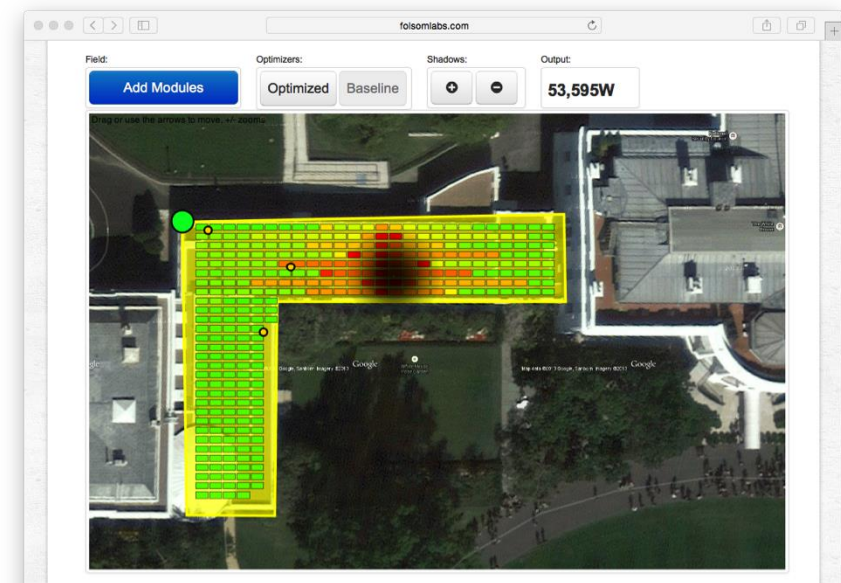 folsomlabs.com
Field:
Optimizers:
Shadows:
Output:
Add Modules
Optimized
Baseline
53,595W
Drag or use the arrows to move, +/- zooms
Google
Google